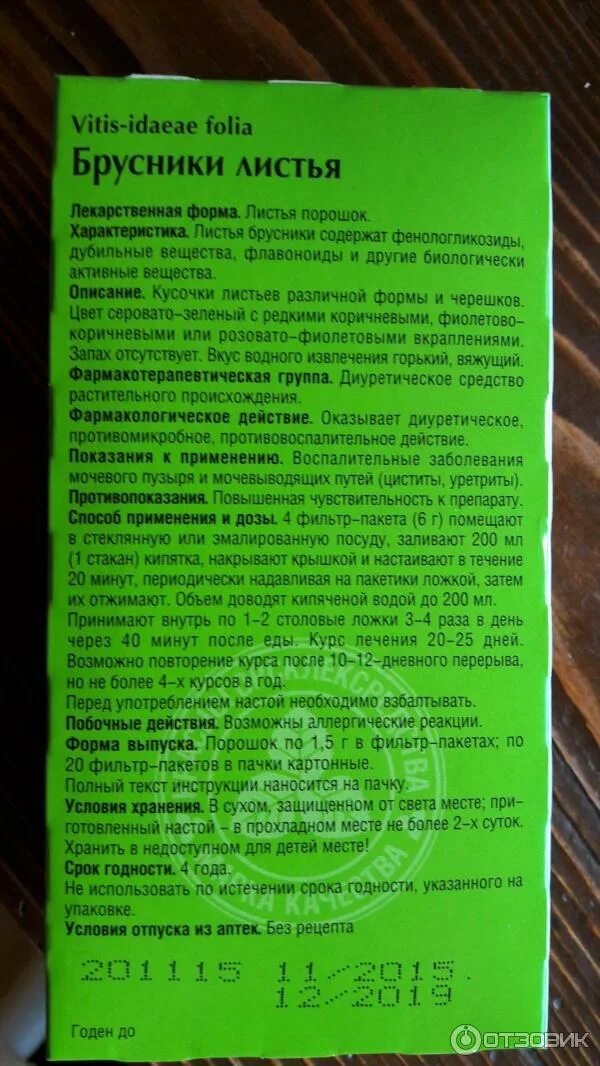 Vitis-idaeae folia
Брусники листья
Лекарственная форма. Листья порошок.
Характеристика. Листья брусники содержат фенологликозиды,
дубильные вещества, флавоноиды и другие биологически
активные вещества.
Описание. Кусочки листьев различной формы и черешков.
Цвет серовато-зеленый с редкими коричневыми, фиолетово-
коричневыми или розовато-фиолетовыми вкраплениями.
Запах отсутствует. Вкус водного извлечения горький, вяжущий.
Фармакотерапевтическая группа. Диуретическое средство
растительного происхождения.
Фармакологическое действие. Оказывает диуретическое,
противомикробное, противовоспалительное действие.
Показания к применению. Воспалительные заболевания
мочевого пузыря и мочевыводящих путей (циститы, уретриты).
Противопоказания. Повышенная чувствительность к препарату.
Способ применения и дозы. 4 фильтр-пакета (6 г) помещают
в стеклянную или эмалированную посуду, заливают 200 мл
(1 стакан) кипятка, накрывают крышкой и настаивают в течение
20 минут, периодически надавливая на пакетики ложкой, затем
их отжимают. Объем доводят кипяченой водой до 200 мл.
Принимают внутрь по 1-2 столовые ложки 3-4 раза в день
через 40 минут после еды. Курс лечения 20-25 дней.
Возможно повторение курса после 10-12-дневного перерыва,
но не более 4-х курсов в год.
Перед употреблением настой необходимо взбалтывать.
Побочные действия. Возможны аллергические реакции.
Форма выпуска. Порошок по 1,5 г в фильтр-пакетах; по
20 фильтр-пакетов в пачки картонные.
Полный текст инструкции наносится на пачку.
Условия хранения. В сухом, защищенном от света месте; при-
готовленный настой – в прохладном месте не более 2-х суток.
Хранить в недоступном для детей месте!
Срок годности. 4 года.
Не использовать по истечении срока годности, указанного на
упаковке.
Условия отпуска из аптек. Без рецепта
201115 11/2015.
12/2019
Годен до
ОТЗОВИК